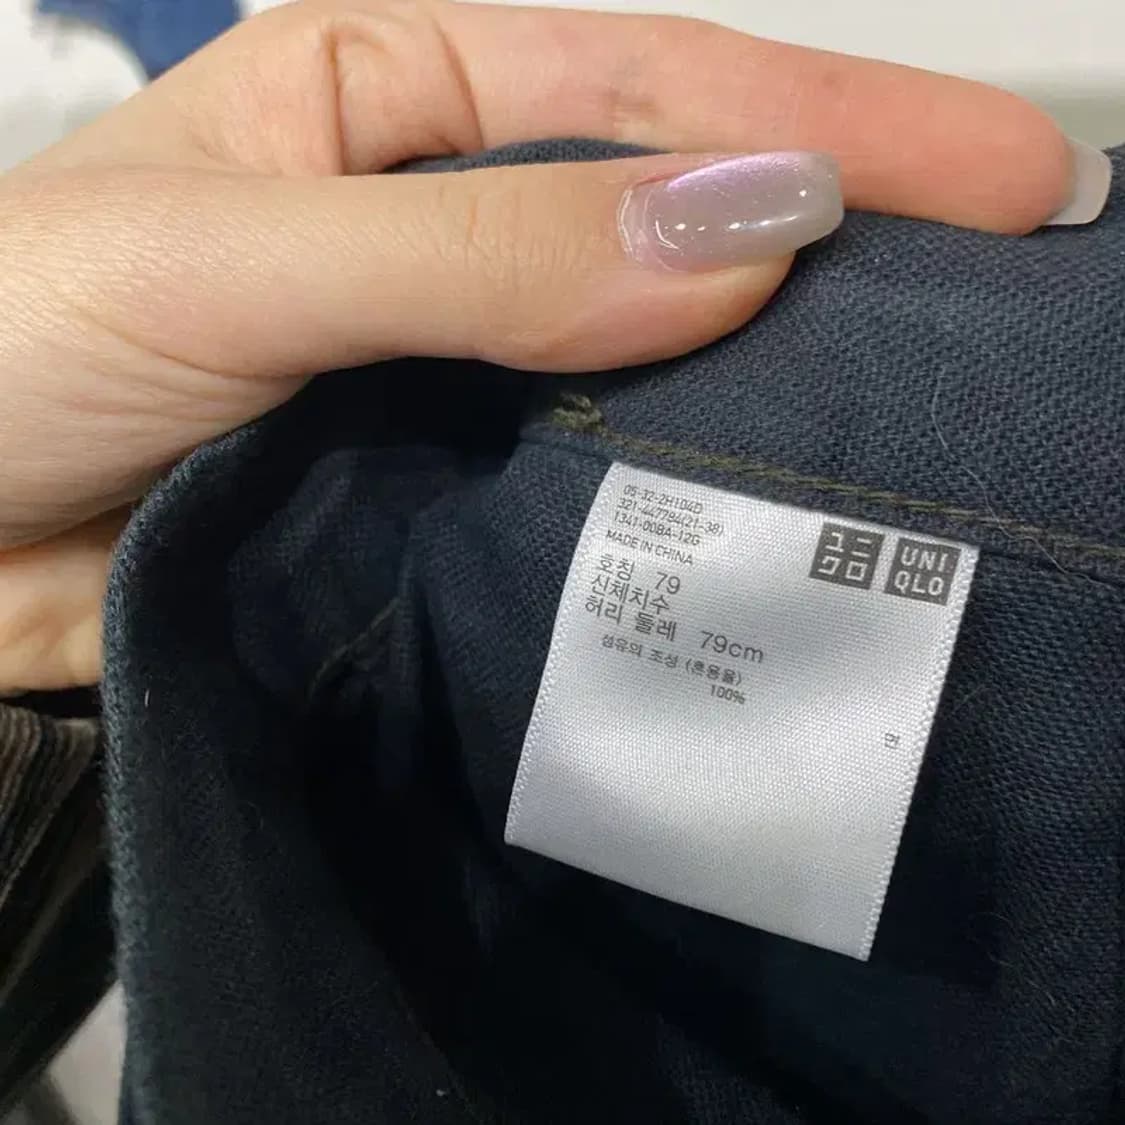 05-32-2H104D
321-447794(21-38)
1341-00BA-12G
MADE IN CHINA
호칭 79
신체치수
허리 둘레 79cm
섬유의 조성 (혼용율)
100%
면
ユニ
クロ
UNI
QLO